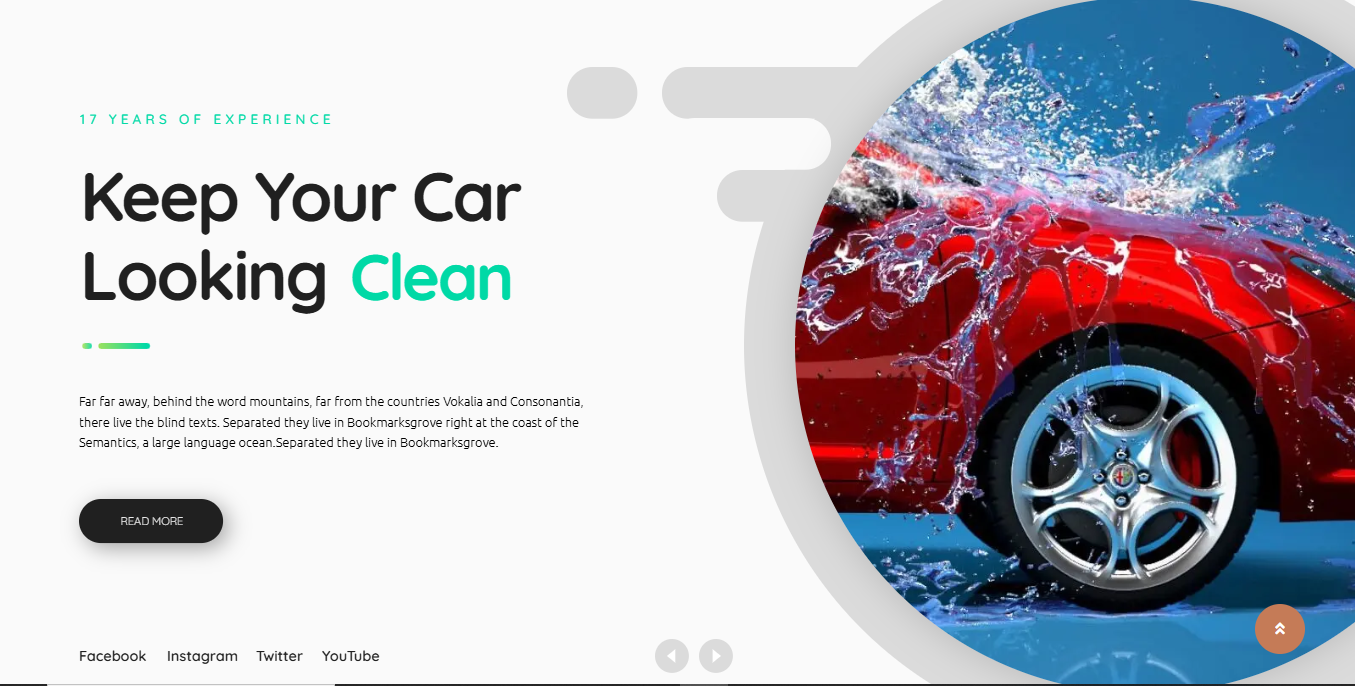 17 YEARS OF EXPERIENCE
Keep Your Car
Looking Clean
Far far away, behind the word mountains, far from the countries Vokalia and Consonantia,
there live the blind texts. Separated they live in Bookmarksgrove right at the coast of the
Semantics, a large language ocean.Separated they live in Bookmarksgrove.
READ MORE
Facebook Instagram Twitter YouTube